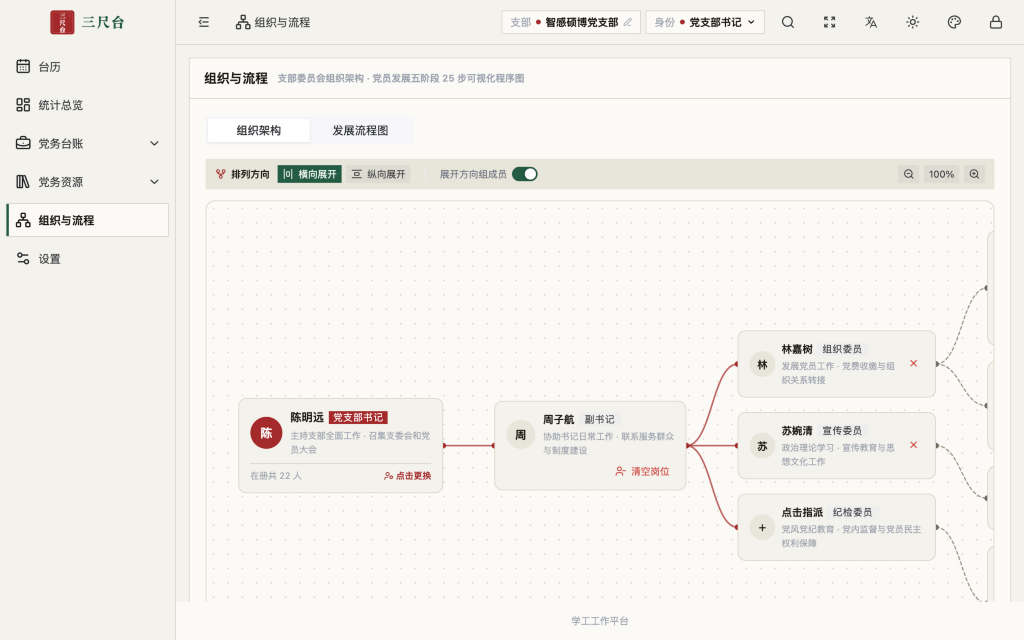 三尺台
三尺台
组织与流程
支部
智感硕博党支部
身份
党支部书记
台历
统计总览
党务台账
党务资源
组织与流程
设置
组织与流程
支部委员会组织架构 · 党员发展五阶段 25 步可视化程序图
组织架构
发展流程图
排列方向
横向展开
纵向展开
展开方向组成员
100%
陈
陈明远
党支部书记
主持支部全面工作 · 召集支委会和党
员大会
在册共 22 人
点击更换
周
周子航
副书记
协助书记日常工作 · 联系服务群众
与制度建设
清空岗位
林
林嘉树
组织委员
发展党员工作 · 党费收缴与组
织关系转接
苏
苏婉清
宣传委员
政治理论学习 · 宣传教育与思
想文化工作
点击指派
纪检委员
党风党纪教育 · 党内监督与党员民主
权利保障
学工工作平台